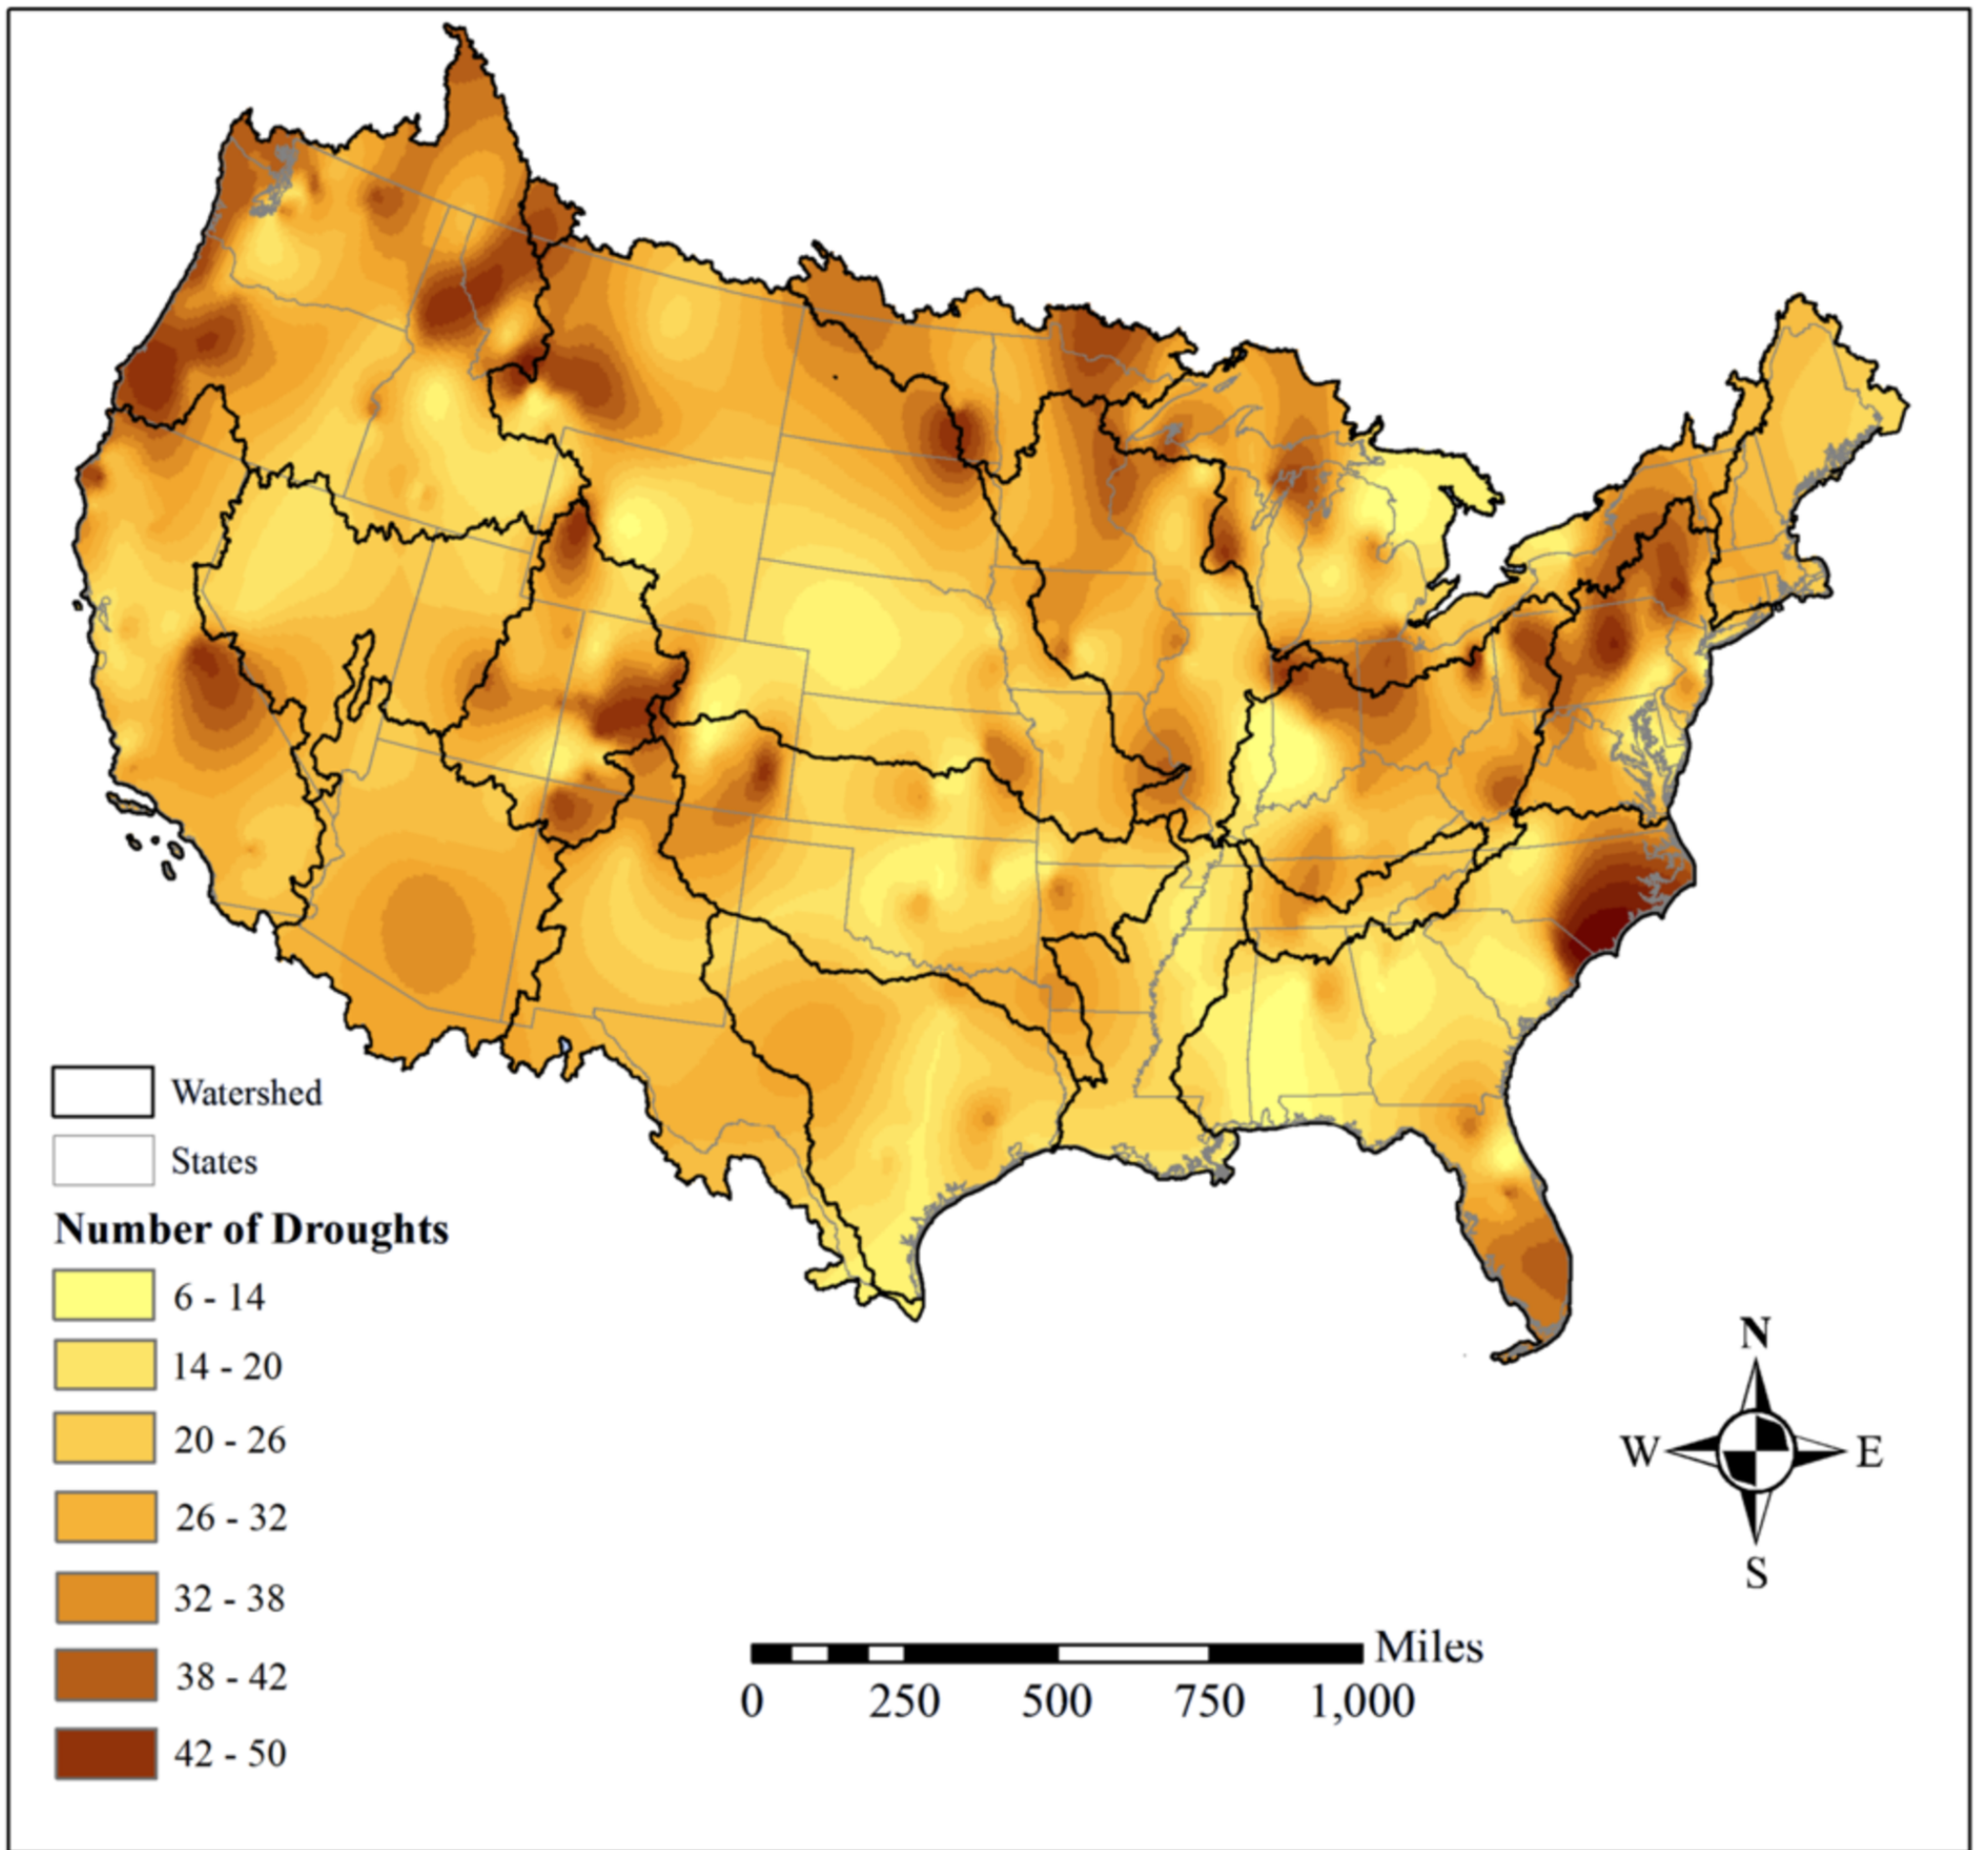 Watershed
States
Number of Droughts
6 - 14
14 - 20
20 - 26
26 - 32
32 - 38
38 - 42
42 - 50
N
W E
S
Miles
0 250 500 750 1,000